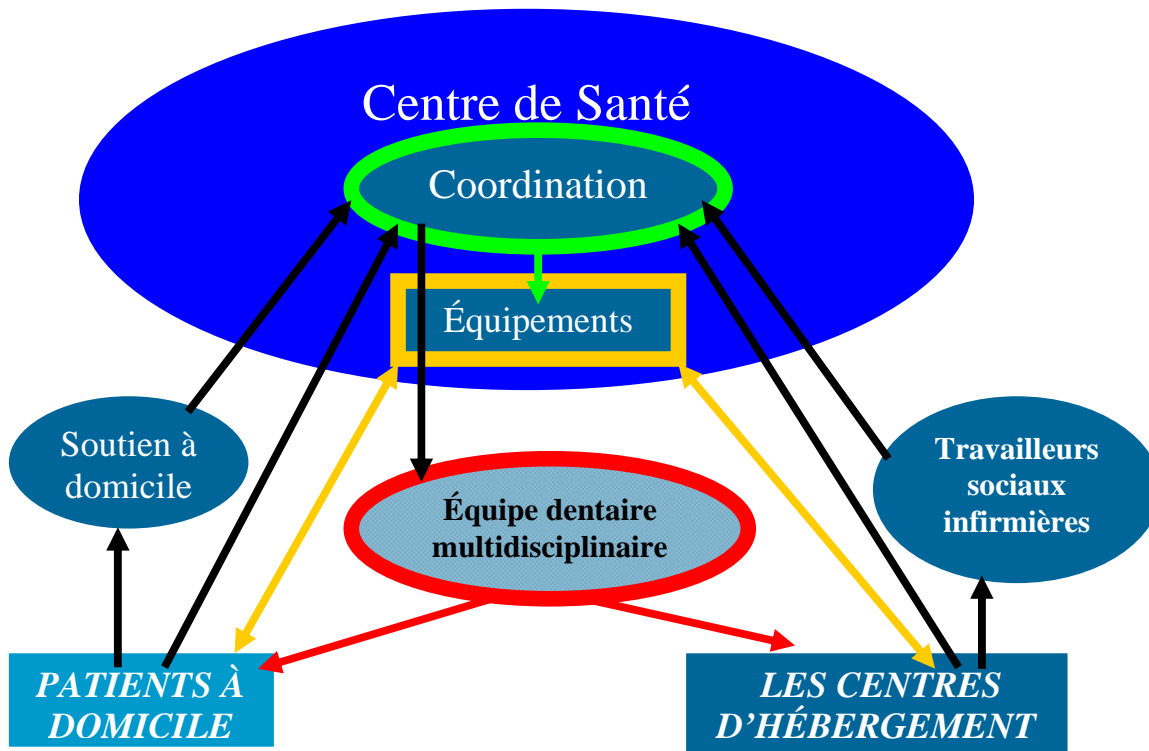 Centre de Santé
Coordination
Équipements
Soutien à
domicile
Équipe dentaire
multidisciplinaire
Travailleurs
sociaux
infirmières
PATIENTS À
DOMICILE
LES CENTRES
D'HÉBERGEMENT